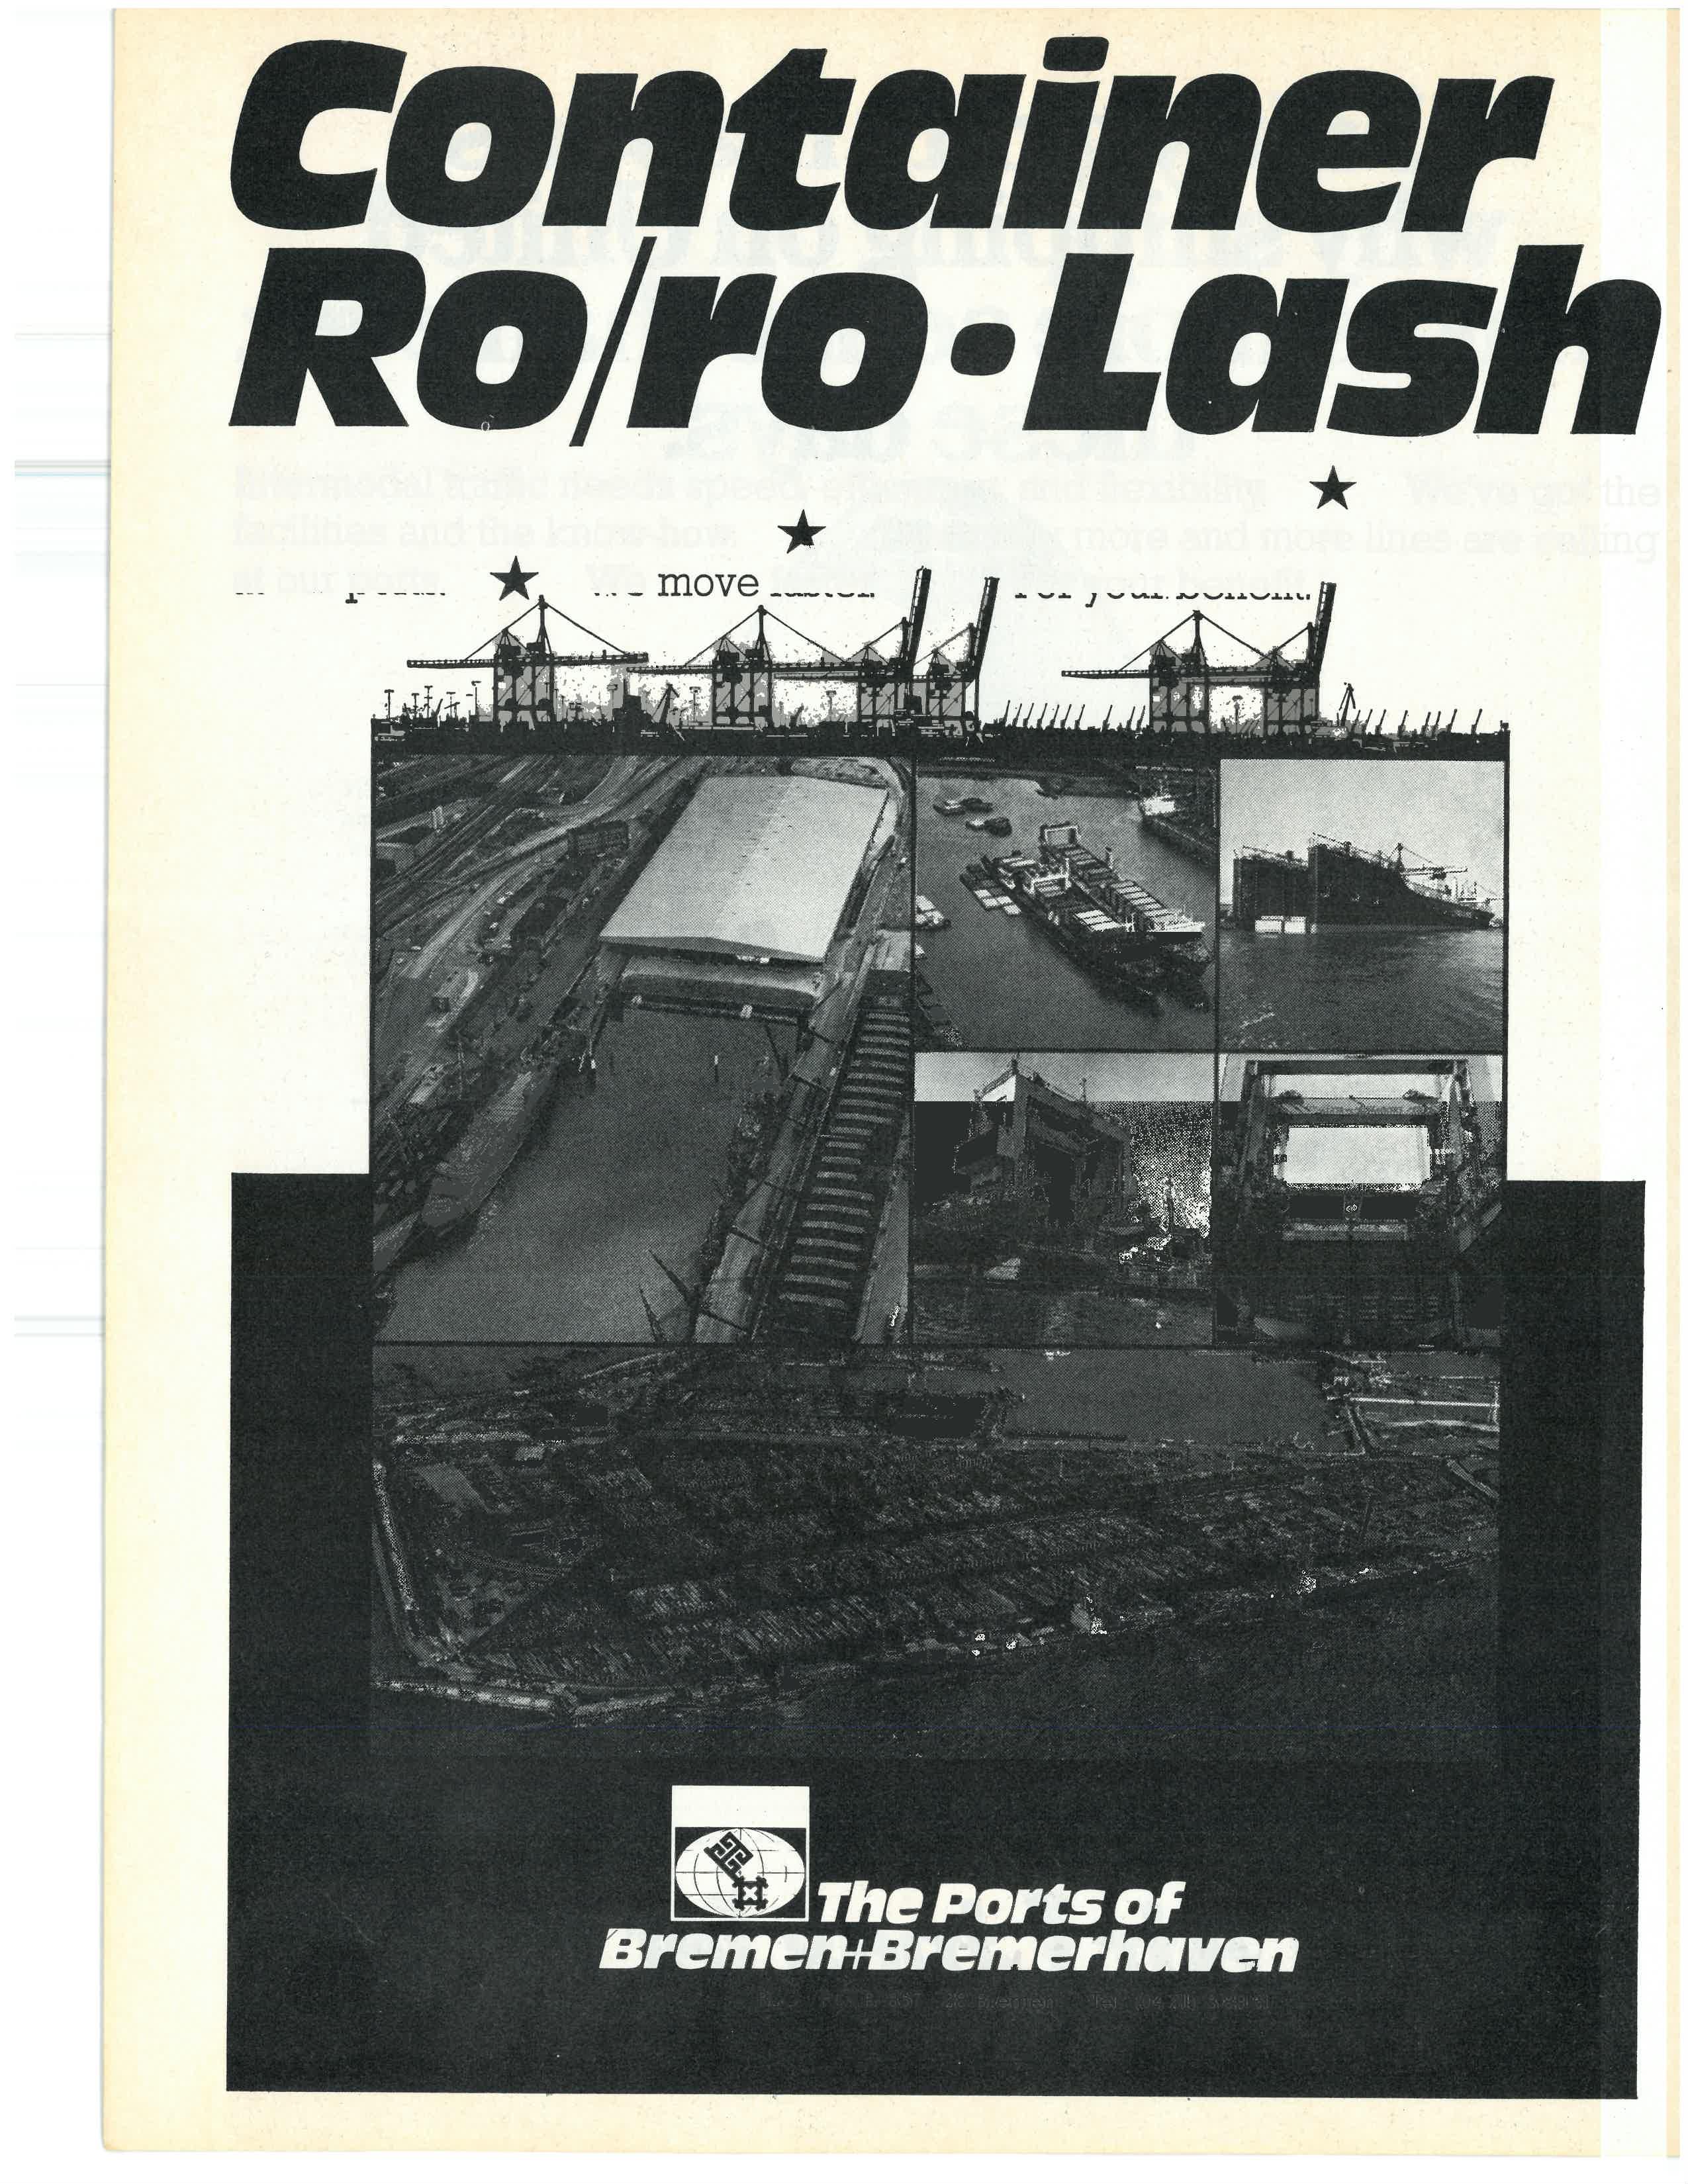 Container
Ro/ro • Lash
Intermodal traffic needs speed, efficiency, and flexibility. ★ We've got the
facilities and the know-how. ★ more and more lines are calling
at our ports. ★ We move faster. For your benefit.
The Ports of
Bremen+Bremerhaven